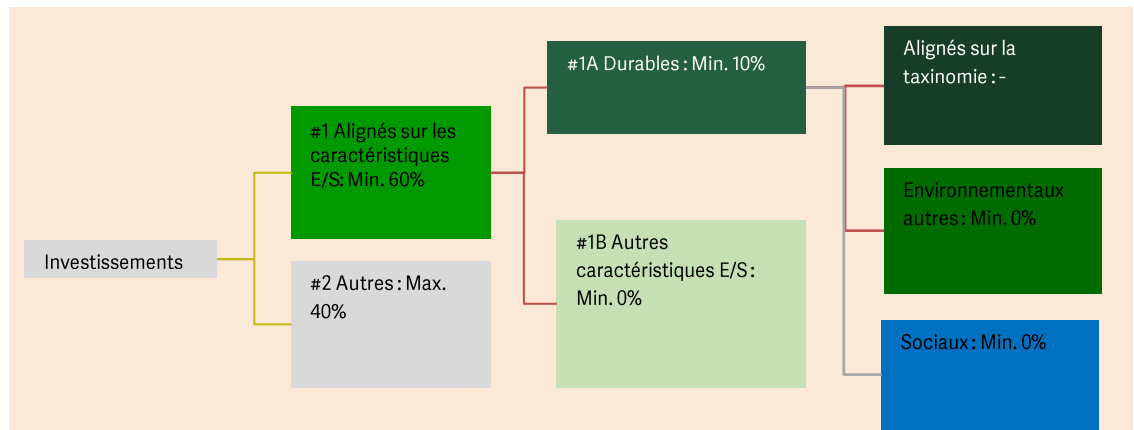 Investissements
#1 Alignés sur les
caractéristiques
E/S: Min. 60%
#2 Autres : Max.
40%
#1A Durables : Min. 10%
#1B Autres
caractéristiques E/S :
Min. 0%
Alignés sur la
taxinomie : -
Environnementaux
autres : Min. 0%
Sociaux : Min. 0%